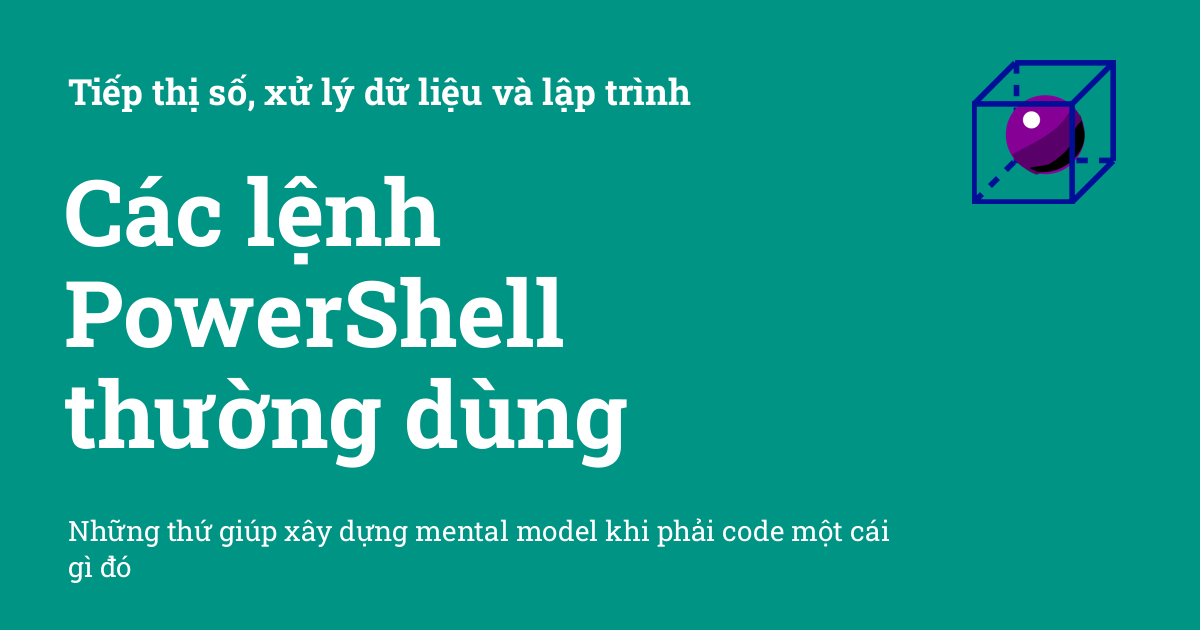 Tiếp thị số, xử lý dữ liệu và lập trình
Các lệnh
PowerShell
thường dùng
Những thứ giúp xây dựng mental model khi phải code một cái
gì đó